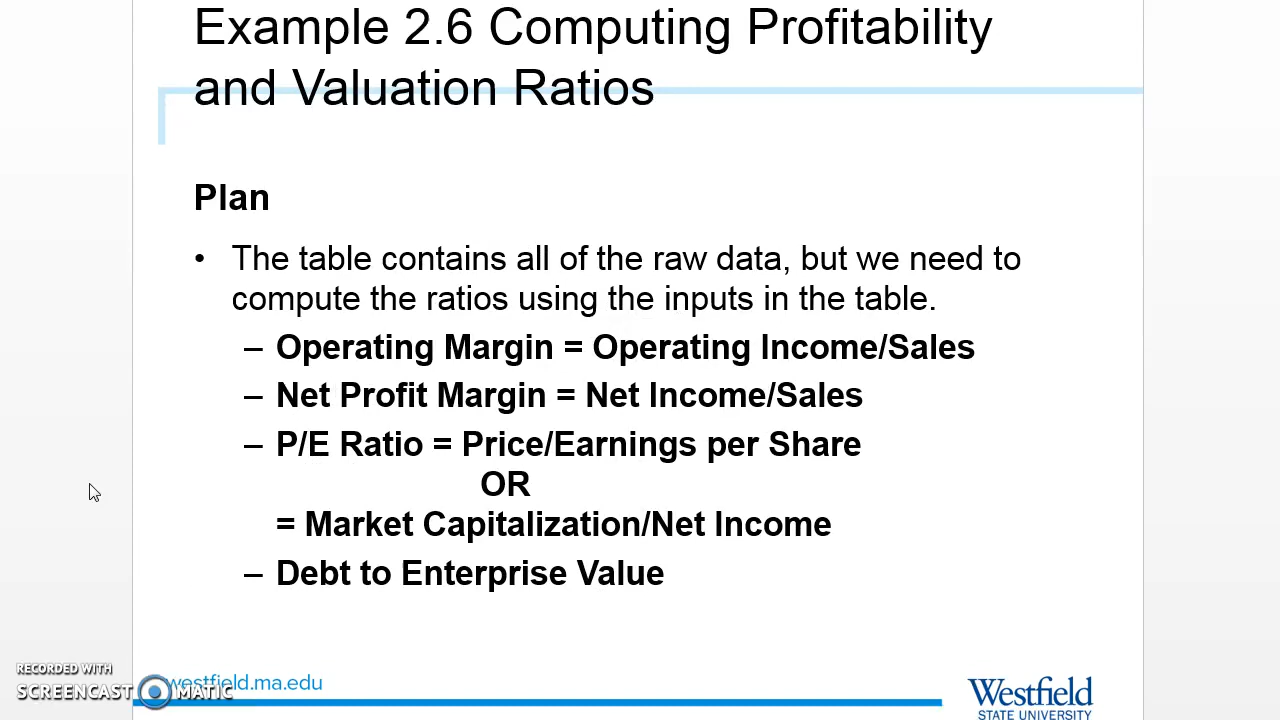 Example 2.6 Computing Profitability
and Valuation Ratios
Plan
• The table contains all of the raw data, but we need to
compute the ratios using the inputs in the table.
– Operating Margin = Operating Income/Sales
– Net Profit Margin = Net Income/Sales
– P/E Ratio = Price/Earnings per Share
OR
= Market Capitalization/Net Income
– Debt to Enterprise Value
RECORDED WITH
SCREENCAST MATIC
westfield.ma.edu
Westfield
STATE UNIVERSITY